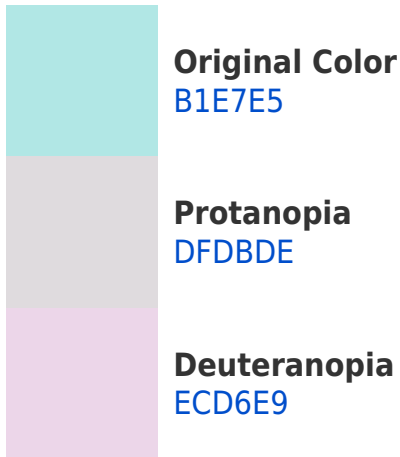 Original Color
B1E7E5
Protanopia
DFDBDE
Deuteranopia
ECD6E9